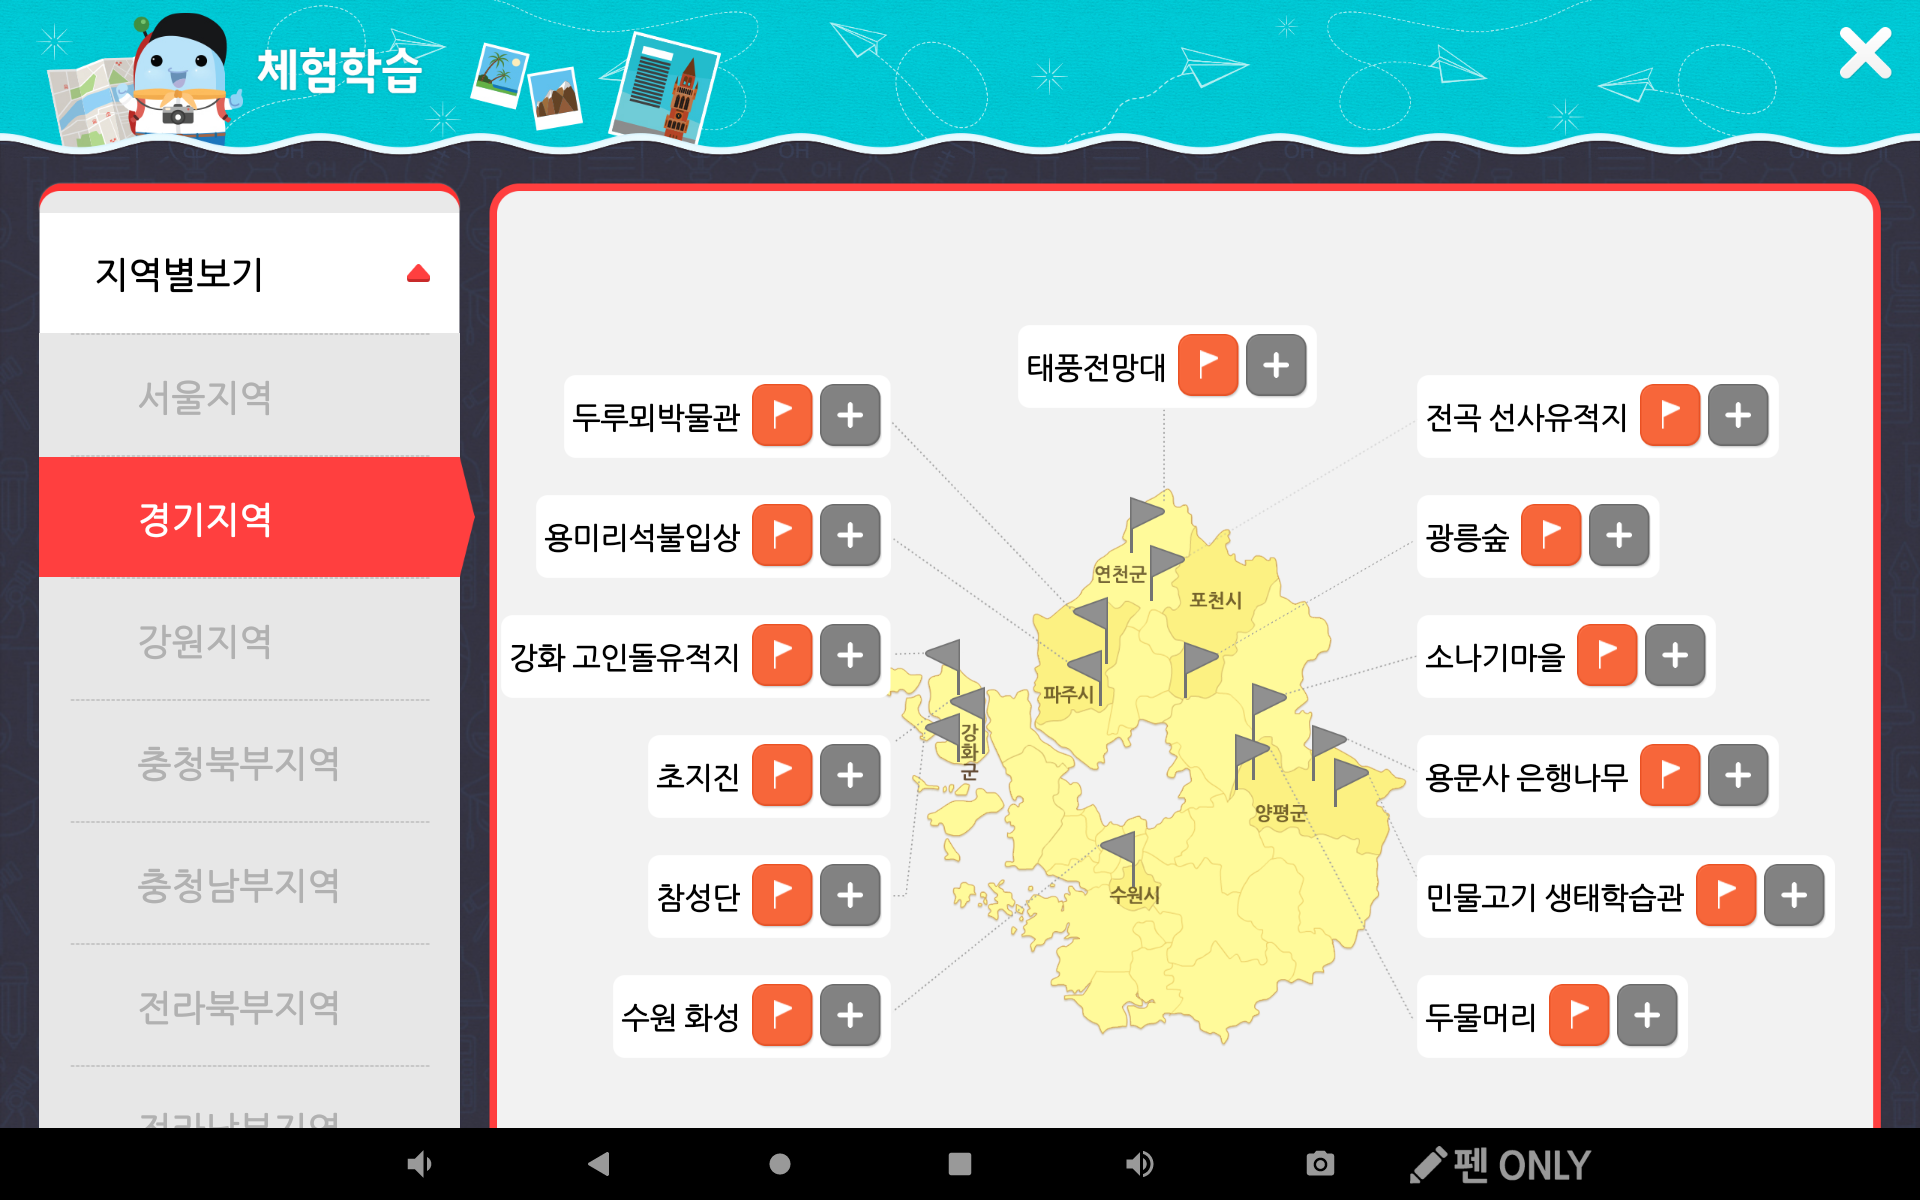 체험학습
지역별보기
서울지역
경기지역
강원지역
충청북부지역
충청남부지역
전라북부지역
전라남부지역
태풍전망대
두루뫼박물관
전곡 선사유적지
용미리석불입상
광릉숲
강화 고인돌유적지
소나기마을
초지진
용문사 은행나무
참성단
민물고기 생태학습관
수원 화성
두물머리
연천군
포천시
파주시
강화군
양평군
수원시
펜 ONLY